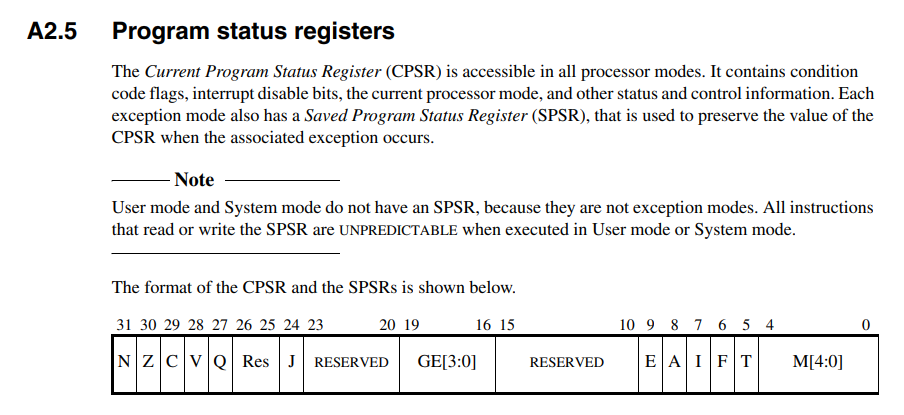 A2.5 Program status registers
The Current Program Status Register (CPSR) is accessible in all processor modes. It contains condition
code flags, interrupt disable bits, the current processor mode, and other status and control information. Each
exception mode also has a Saved Program Status Register (SPSR), that is used to preserve the value of the
CPSR when the associated exception occurs.
Note
User mode and System mode do not have an SPSR, because they are not exception modes. All instructions
that read or write the SPSR are UNPREDICTABLE when executed in User mode or System mode.
The format of the CPSR and the SPSRs is shown below.
31 30 29 28 27 26 25 24 23 20 19 16 15 10 9 8 7 6 5 4 0
N Z C V Q Res J RESERVED GE[3:0] RESERVED E A I F T M[4:0]